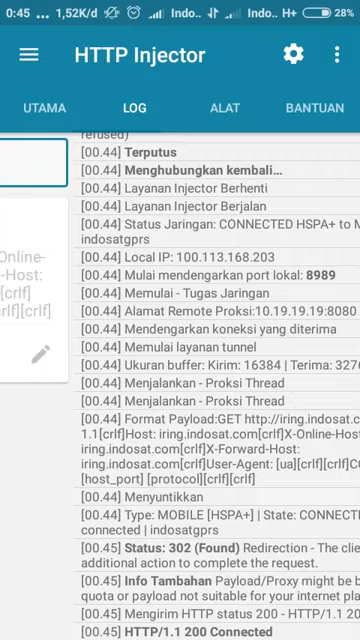 0:45 ... 1,52K/d Indo.. Indo.. H+ 28%
HTTP Injector
UTAMA LOG ALAT BANTUAN
refused)
[00.44] Terputus
[00.44] Menghubungkan kembali...
[00.44] Layanan Injector Berhenti
[00.44] Layanan Injector Berjalan
[00.44] Status Jaringan: CONNECTED HSPA+ to M
indosatgprs
[00.44] Local IP: 100.113.168.203
[00.44] Mulai mendengarkan port lokal: 8989
[00.44] Memulai - Tugas Jaringan
[00.44] Alamat Remote Proksi:10.19.19.19:8080
[00.44] Mendengarkan koneksi yang diterima
[00.44] Memulai layanan tunnel
[00.44] Ukuran buffer: Kirim: 16384 | Terima: 3276
[00.44] Menjalankan - Proksi Thread
[00.44] Menjalankan - Proksi Thread
[00.44] Format Payload:GET http://iring.indosat.c
1.1[crlf]Host: iring.indosat.com[crlf]X-Online-Host
iring.indosat.com[crlf]X-Forward-Host:
iring.indosat.com[crlf]User-Agent: [ua][crlf][crlf]CO
[host_port] [protocol][crlf][crlf]
[00.44] Menyuntikkan
[00.44] Type: MOBILE [HSPA+] | State: CONNECT
connected | indosatgprs
[00.45] Status: 302 (Found) Redirection - The clie
additional action to complete the request.
[00.45] Info Tambahan Payload/Proxy might be b
quota or payload not suitable for your internet pla
[00.45] Mengirim HTTP status 200 - HTTP/1.1 20
[00.45] HTTP/1.1 200 Connected
Online-
-Host:
[crlf]
rlf][crlf]